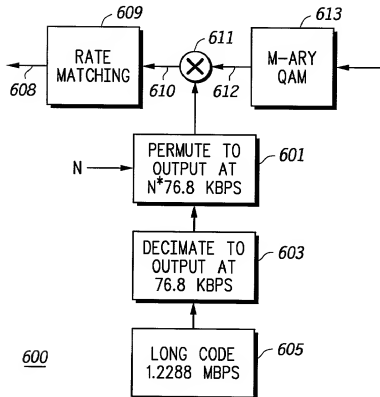 609
RATE
MATCHING
608
610
611
612
613
M-ARY
QAM
N
PERMUTE TO
OUTPUT AT
N*76.8 KBPS
601
DECIMATE TO
OUTPUT AT
76.8 KBPS
603
600
LONG CODE
1.2288 MBPS
605